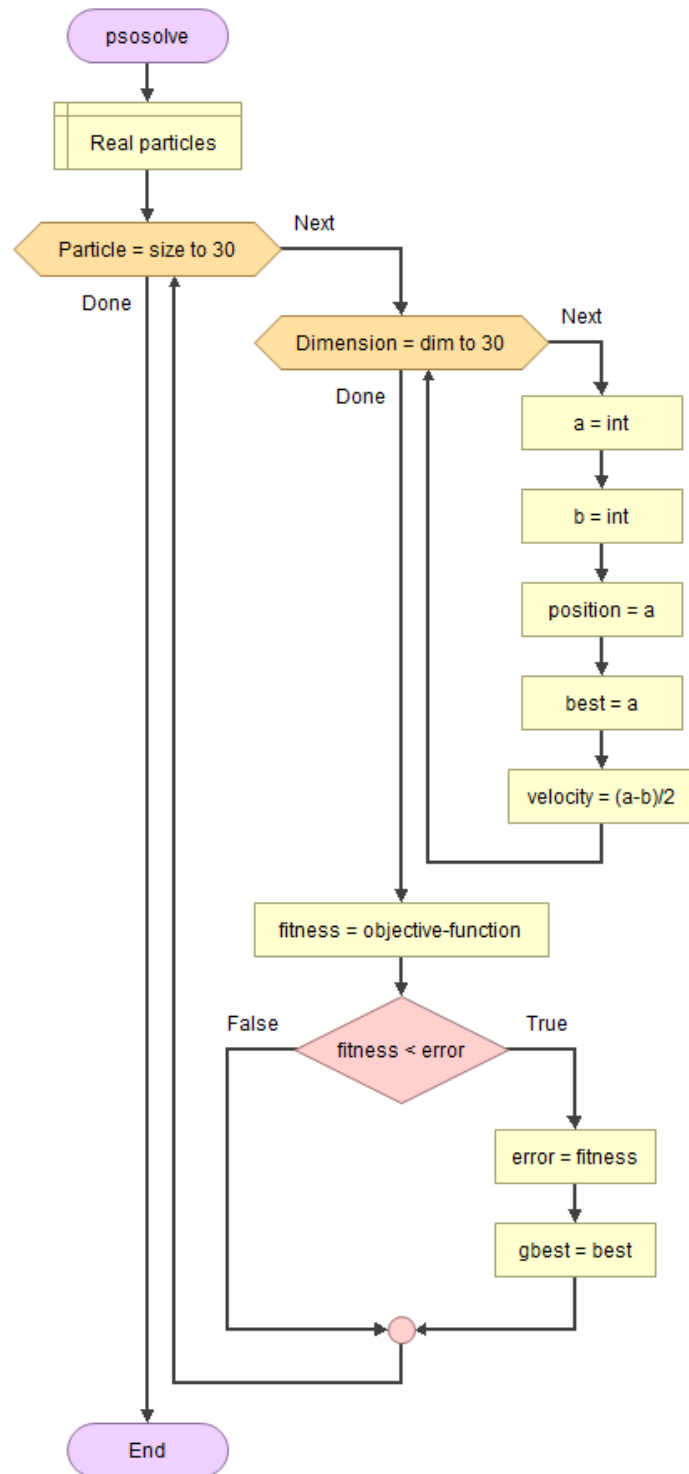 psosolve
Real particles
Particle = size to 30
Next
Done
Dimension = dim to 30
Next
Done
a = int
b = int
position = a
best = a
velocity = (a-b)/2
fitness = objective-function
False
True
fitness < error
error = fitness
gbest = best
End